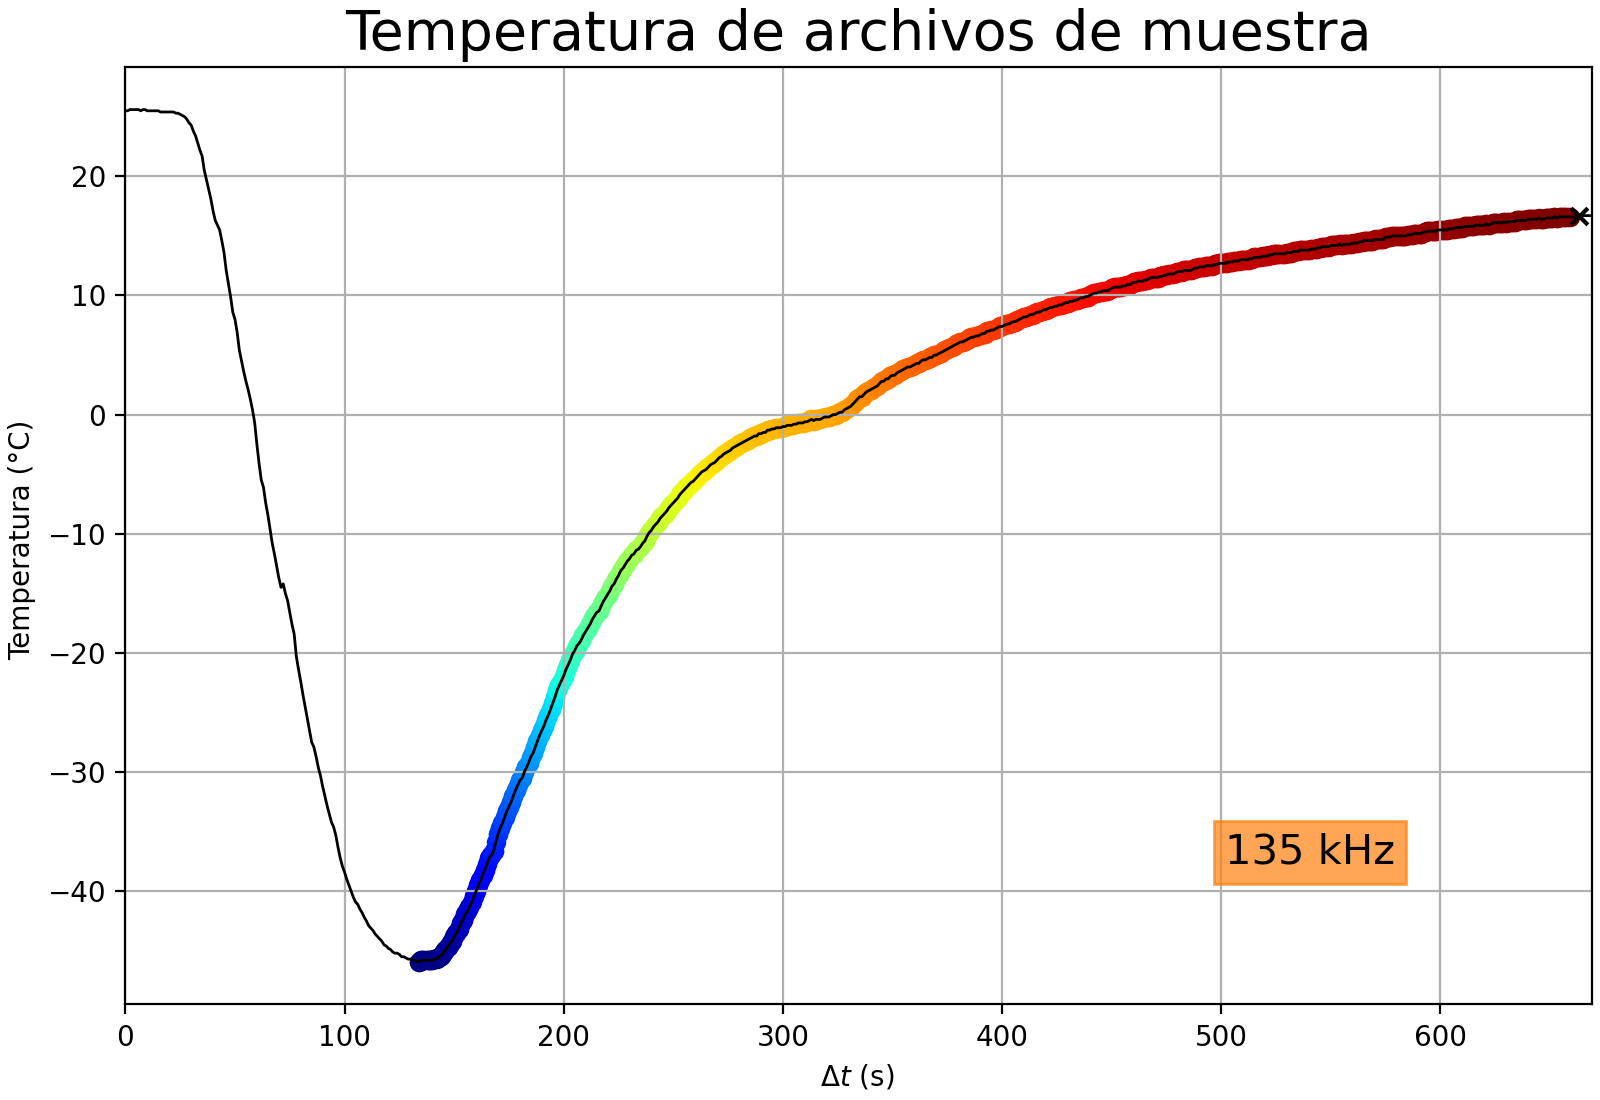 Temperatura de archivos de muestra
Temperatura (°C)
20
10
0
−10
−20
−30
−40
135 kHz
0 100 200 300 400 500 600
Δt (s)